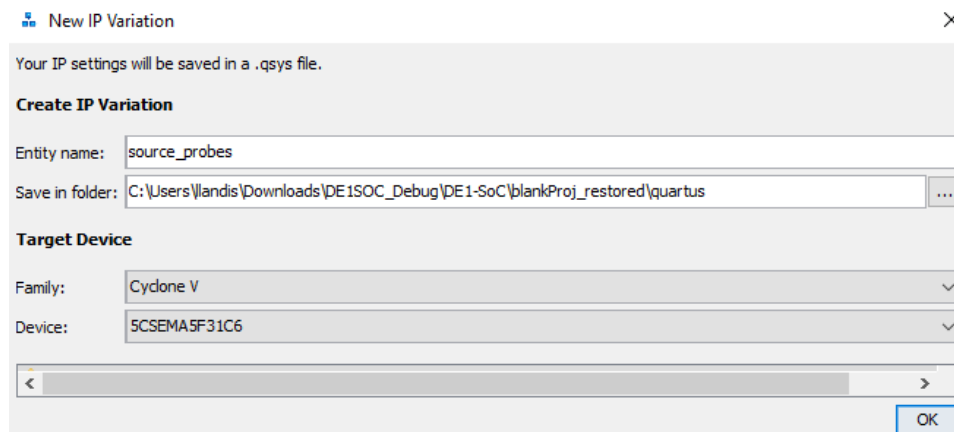 New IP Variation
Your IP settings will be saved in a .qsys file.
Create IP Variation
Entity name: source_probes
Save in folder: C:\Users\llandis\Downloads\DE1SOC_Debug\DE1-SoC\blankProj_restored\quartus ...
Target Device
Family: Cyclone V
Device: 5CSEMA5F31C6
OK